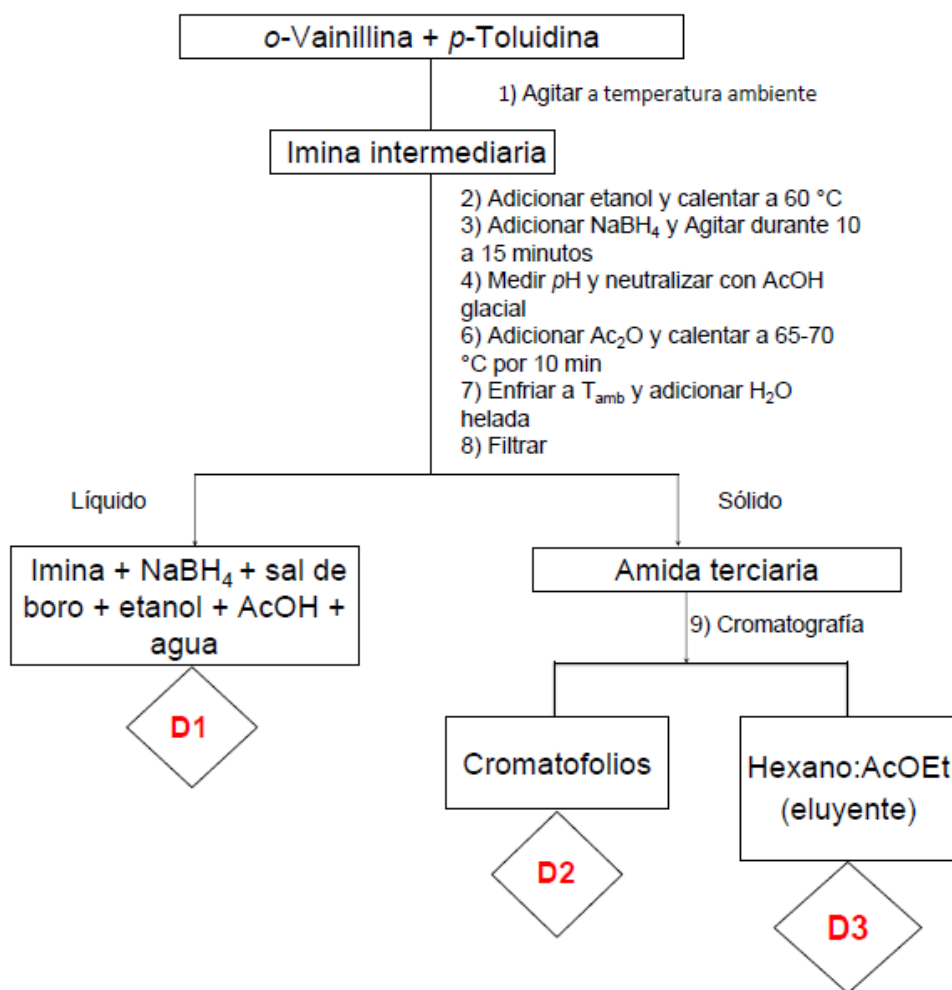 o-Vainillina + p-Toluidina
1) Agitar a temperatura ambiente
Imina intermediaria
2) Adicionar etanol y calentar a 60 °C
3) Adicionar NaBH₄ y Agitar durante 10
a 15 minutos
4) Medir pH y neutralizar con AcOH
glacial
6) Adicionar Ac₂O y calentar a 65-70
°C por 10 min
7) Enfriar a Tₐₘb y adicionar H₂O
helada
8) Filtrar
Líquido
Sólido
Imina + NaBH₄ + sal de
boro + etanol + AcOH +
agua
Amida terciaria
9) Cromatografía
D1
Cromatofolios
Hexano:AcOEt
(eluyente)
D2
D3